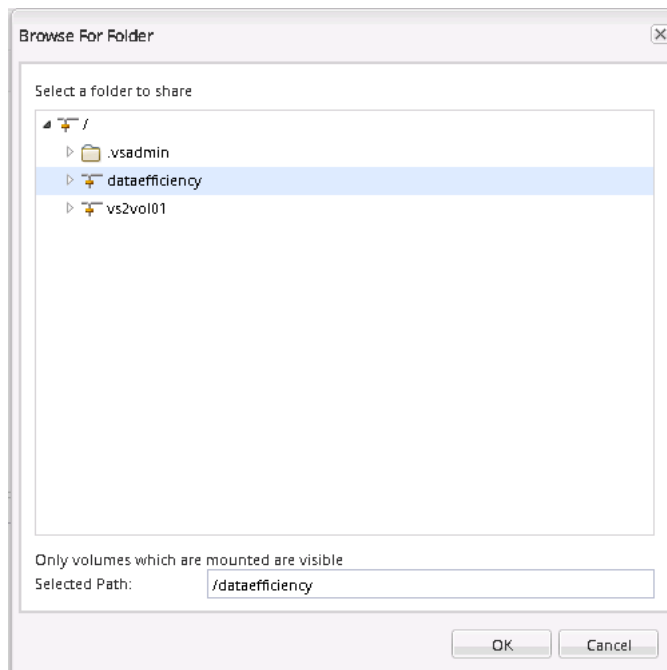 Browse For Folder
Select a folder to share
/
.vsadmin
dataefficiency
vs2vol01
Only volumes which are mounted are visible
Selected Path: /dataefficiency
OK Cancel